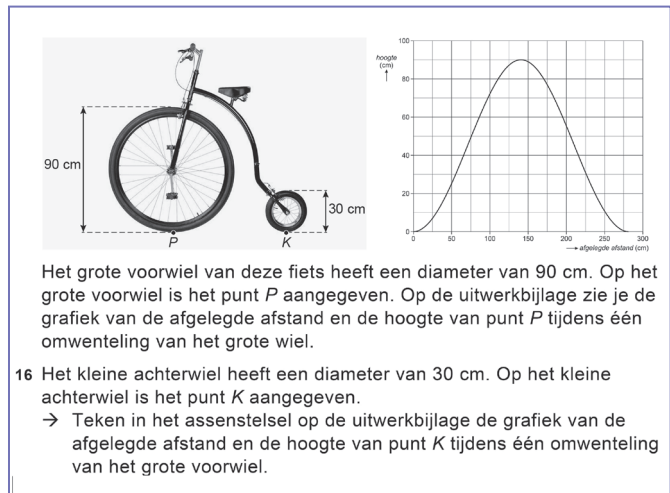 90 cm
30 cm
P
K
hoogte
(cm)
100
80
60
40
20
0
0
50
100
150
200
250
300
afgelegde afstand (cm)
Het grote voorwiel van deze fiets heeft een diameter van 90 cm. Op het
grote voorwiel is het punt P aangegeven. Op de uitwerkbijlage zie je de
grafiek van de afgelegde afstand en de hoogte van punt P tijdens één
omwenteling van het grote wiel.
16 Het kleine achterwiel heeft een diameter van 30 cm. Op het kleine
achterwiel is het punt K aangegeven.
→ Teken in het assenstelsel op de uitwerkbijlage de grafiek van de
afgelegde afstand en de hoogte van punt K tijdens één omwenteling
van het grote voorwiel.